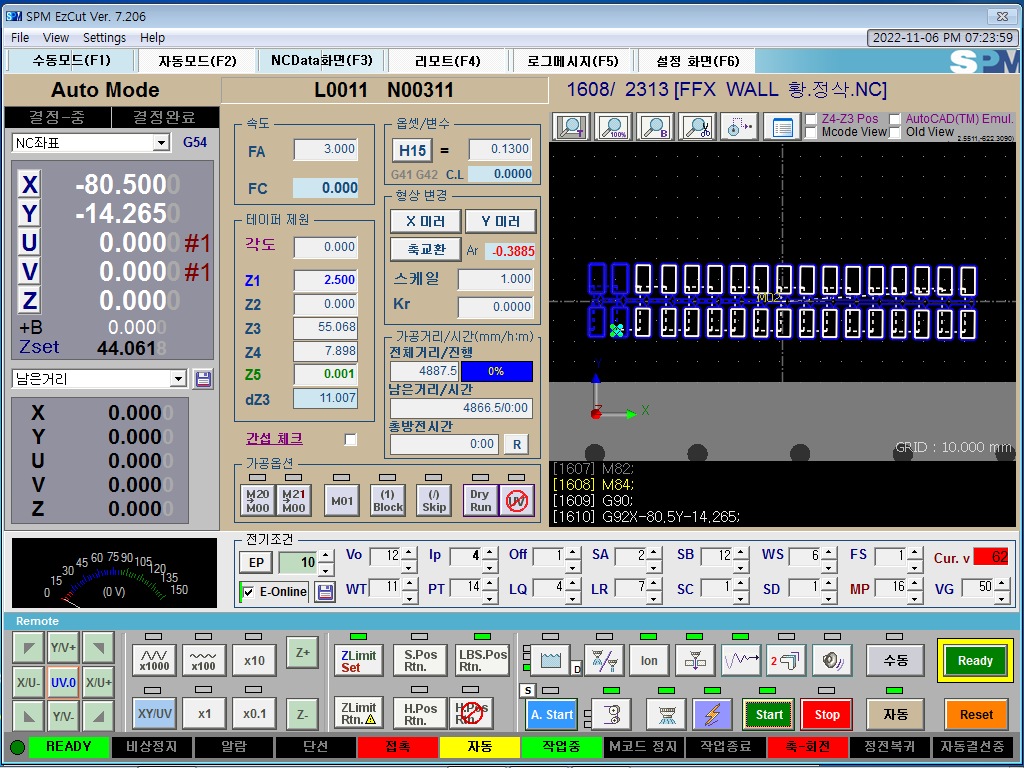 SPM EzCut Ver. 7.206
File View Settings Help
2022-11-06 PM 07:23:59
수동모드(F1) 자동모드(F2) NCData화면(F3) 리모트(F4) 로그메시지(F5) 설정 화면(F6) SPM
Auto Mode L0011 N00311 1608/ 2313 [FFX WALL 황.정삭.NC]
결정-중 결정완료
NC좌표 G54
X -80.5000
Y -14.2650
U 0.0000 #1
V 0.0000 #1
Z 0.0000
+B 0.0000
Zset 44.0618
남은거리
X 0.0000
Y 0.0000
U 0.0000
V 0.0000
Z 0.0000
속도
FA 3.000
FC 0.000
테이퍼 제원
각도 0.000
Z1 2.500
Z2 0.000
Z3 55.068
Z4 7.898
Z5 0.001
dZ3 11.007
간섭 체크
옵셋/변수
H15 = 0.1300
G41 G42 C.L 0.0000
형상 변경
X 미러 Y 미러
축교환 Ar -0.3885
스케일 1.000
Kr 0.0000
가공거리/시간(mm/h:m)
전체거리/진행
4887.5 0%
남은거리/시간
4866.5/0:00
총방전시간
0:00 R
가공옵션
M20 M00 M21 M00 M01 (1) Block (/) Skip Dry Run UV
T 100% B
Z4-Z3 Pos AutoCAD(TM) Emul.
Mcode View Old View
2.5511,-622.3090)
M02
Y
Z X
GRID : 10.000 mm
[1607] M82;
[1608] M84;
[1609] G90;
[1610] G92X-80.5Y-14.265;
0 15 30 45 60 75 90 105 120 135 150
(0 V)
전기조건
EP 10 Vo 12 Ip 4 Off 1 SA 2 SB 12 WS 6 FS 1 Cur. v 62
E-Online WT 11 PT 14 LQ 4 LR 7 SC 1 SD 1 MP 16 VG 50
Remote
Y/V+ x1000 x100 x10 Z+ ZLimit Set S.Pos Rtn. LBS.Pos Rtn. D Ion 2 수동 Ready
X/U- UV.0 X/U+
Y/V- XY/UV x1 x0.1 Z- ZLimit Rtn. H.Pos Rtn. H.Pos Rtn. S A. Start Start Stop 자동 Reset
READY 비상정지 알람 단선 접촉 자동 작업중 M코드 정지 작업종료 축-회전 정전복귀 자동결선중